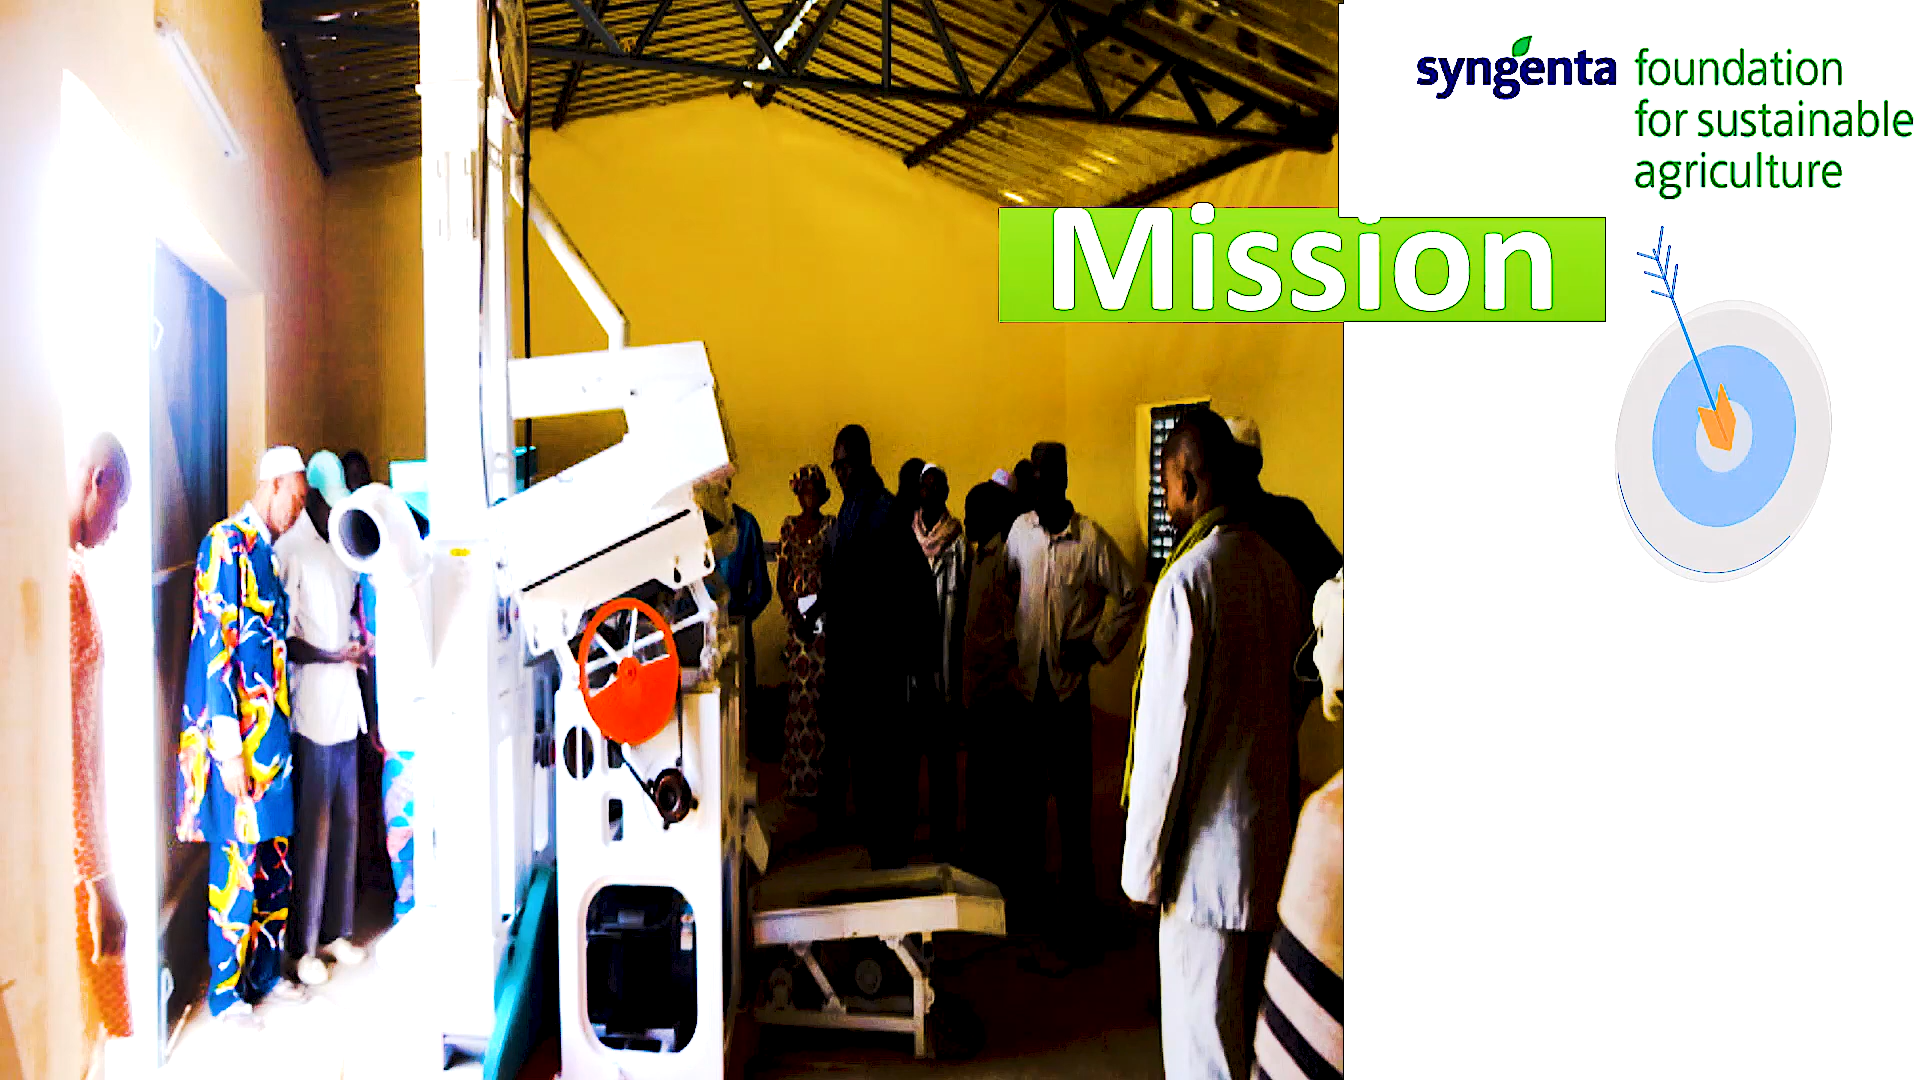 syngenta foundation
for sustainable
agriculture
Mission